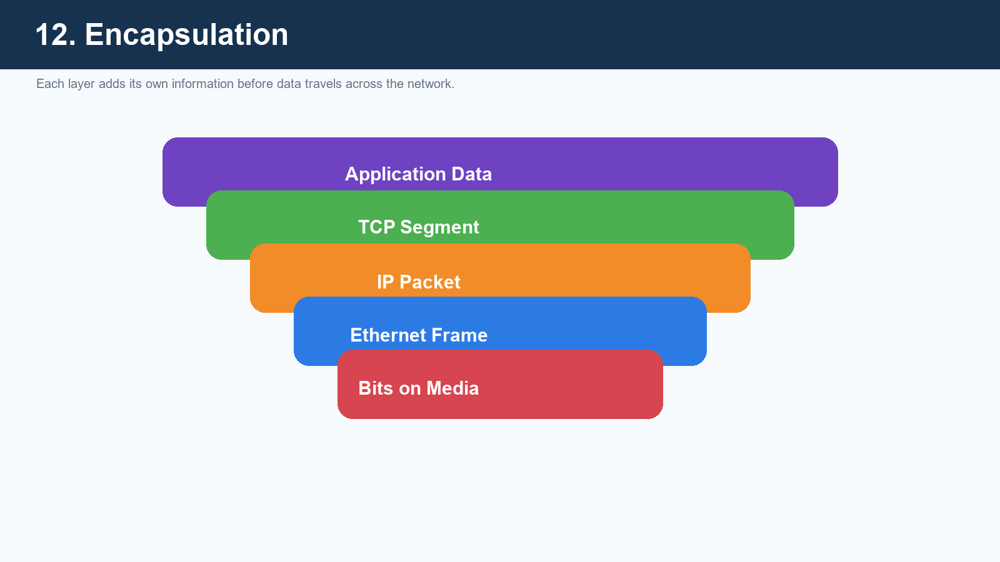 12. Encapsulation
Each layer adds its own information before data travels across the network.
Application Data
TCP Segment
IP Packet
Ethernet Frame
Bits on Media